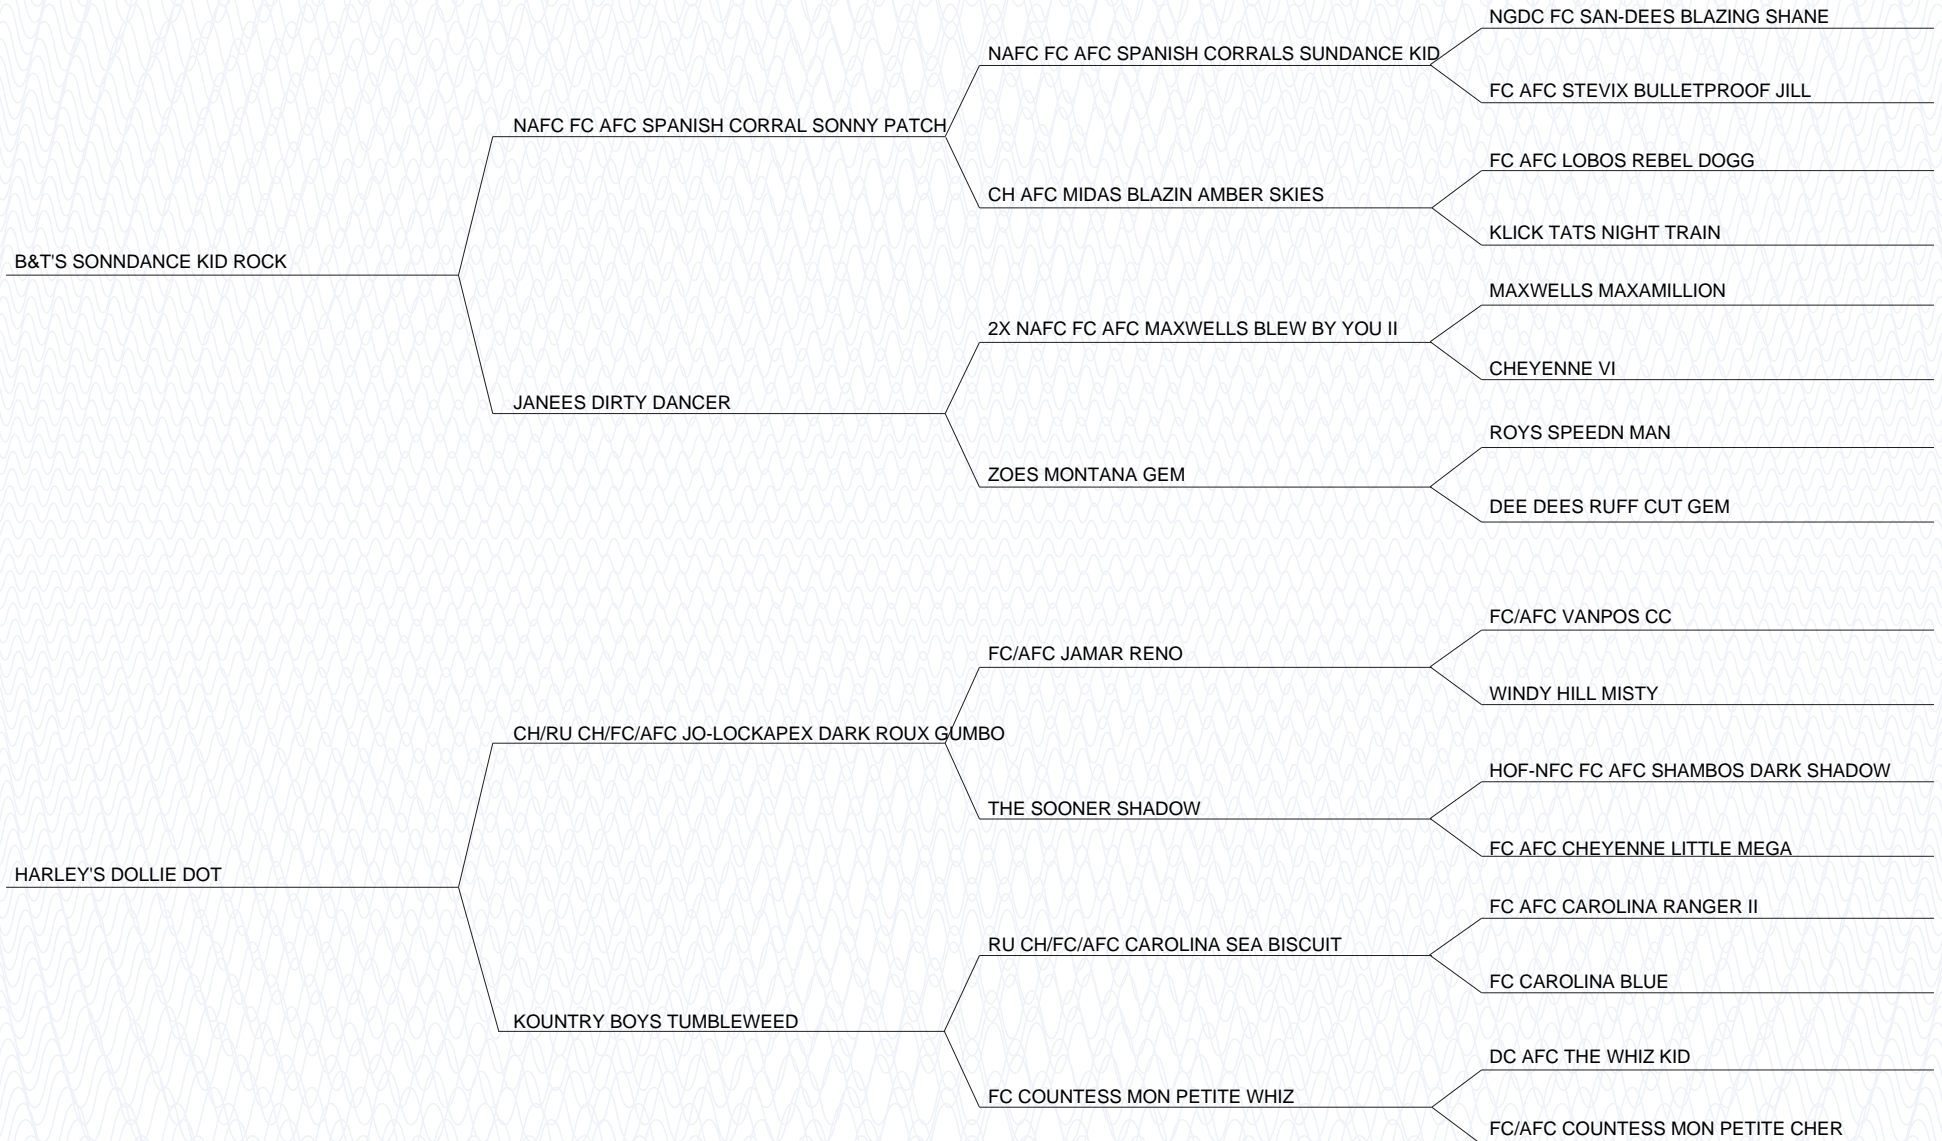 NGDC FC SAN-DEES BLAZING SHANE
NAFC FC AFC SPANISH CORRALS SUNDANCE KID
FC AFC STEVIX BULLETPROOF JILL
NAFC FC AFC SPANISH CORRAL SONNY PATCH
FC AFC LOBOS REBEL DOGG
CH AFC MIDAS BLAZIN AMBER SKIES
KLICK TATS NIGHT TRAIN
B&T'S SONNDANCE KID ROCK
MAXWELLS MAXAMILLION
2X NAFC FC AFC MAXWELLS BLEW BY YOU II
CHEYENNE VI
JANEES DIRTY DANCER
ROYS SPEEDN MAN
ZOES MONTANA GEM
DEE DEES RUFF CUT GEM
FC/AFC VANPOS CC
FC/AFC JAMAR RENO
WINDY HILL MISTY
CH/RU CH/FC/AFC JO-LOCKAPEX DARK ROUX GUMBO
HOF-NFC FC AFC SHAMBOS DARK SHADOW
THE SOONER SHADOW
FC AFC CHEYENNE LITTLE MEGA
HARLEY'S DOLLIE DOT
FC AFC CAROLINA RANGER II
RU CH/FC/AFC CAROLINA SEA BISCUIT
FC CAROLINA BLUE
KOUNTRY BOYS TUMBLEWEED
DC AFC THE WHIZ KID
FC COUNTESS MON PETITE WHIZ
FC/AFC COUNTESS MON PETITE CHER